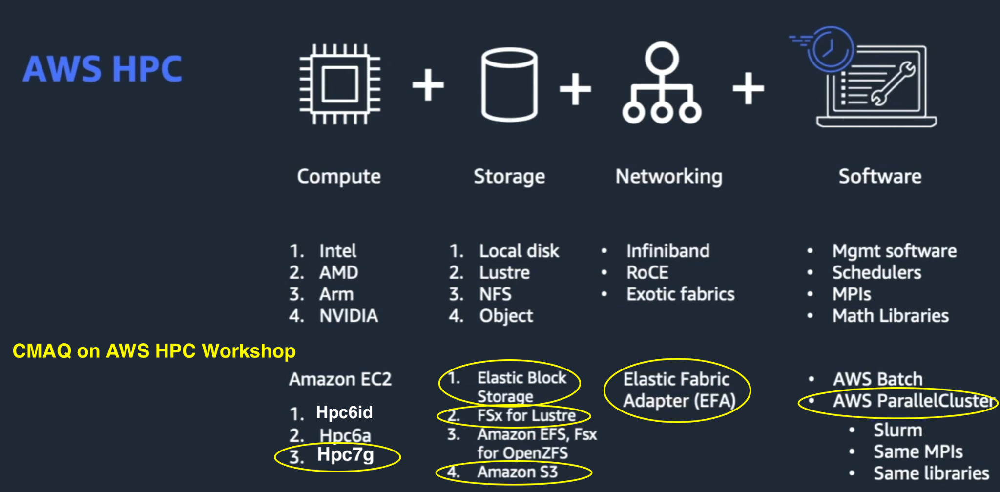 AWS HPC
Compute
Storage
Networking
Software
1. Intel
2. AMD
3. Arm
4. NVIDIA
1. Local disk
2. Lustre
3. NFS
4. Object
• Infiniband
• RoCE
• Exotic fabrics
• Mgmt software
• Schedulers
• MPIs
• Math Libraries
CMAQ on AWS HPC Workshop
Amazon EC2
1. Hpc6id
2. Hpc6a
3. Hpc7g
1. Elastic Block
Storage
2. FSx for Lustre
3. Amazon EFS, Fsx
for OpenZFS
4. Amazon S3
Elastic Fabric
Adapter (EFA)
• AWS Batch
• AWS ParallelCluster
• Slurm
• Same MPIs
• Same libraries